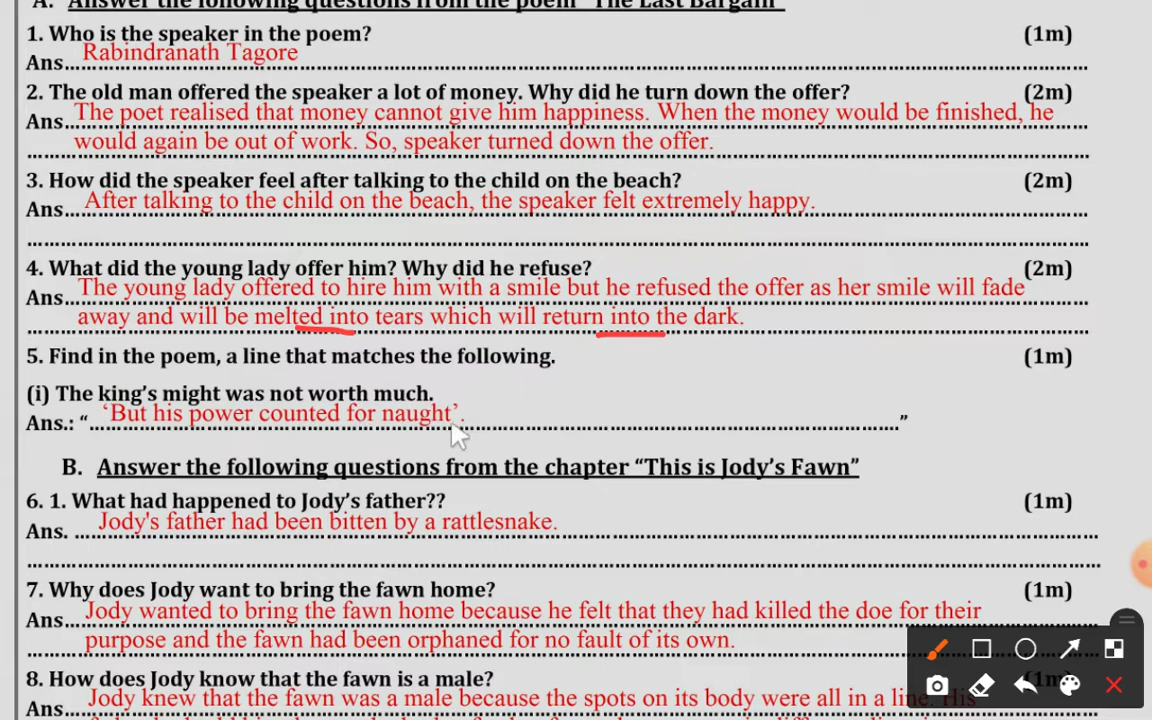 A. Answer the following questions from the poem "The Last Bargain"
1. Who is the speaker in the poem? (1m)
Ans. Rabindranath Tagore
2. The old man offered the speaker a lot of money. Why did he turn down the offer? (2m)
Ans. The poet realised that money cannot give him happiness. When the money would be finished, he
would again be out of work. So, speaker turned down the offer.
3. How did the speaker feel after talking to the child on the beach? (2m)
Ans. After talking to the child on the beach, the speaker felt extremely happy.
4. What did the young lady offer him? Why did he refuse? (2m)
Ans. The young lady offered to hire him with a smile but he refused the offer as her smile will fade
away and will be melted into tears which will return into the dark.
5. Find in the poem, a line that matches the following. (1m)
(i) The king's might was not worth much.
Ans.: " 'But his power counted for naught'. "
B. Answer the following questions from the chapter "This is Jody's Fawn"
6. 1. What had happened to Jody's father?? (1m)
Ans. Jody's father had been bitten by a rattlesnake.
7. Why does Jody want to bring the fawn home? (1m)
Ans. Jody wanted to bring the fawn home because he felt that they had killed the doe for their
purpose and the fawn had been orphaned for no fault of its own.
8. How does Jody know that the fawn is a male? (1m)
Ans. Jody knew that the fawn was a male because the spots on its body were all in a line. His